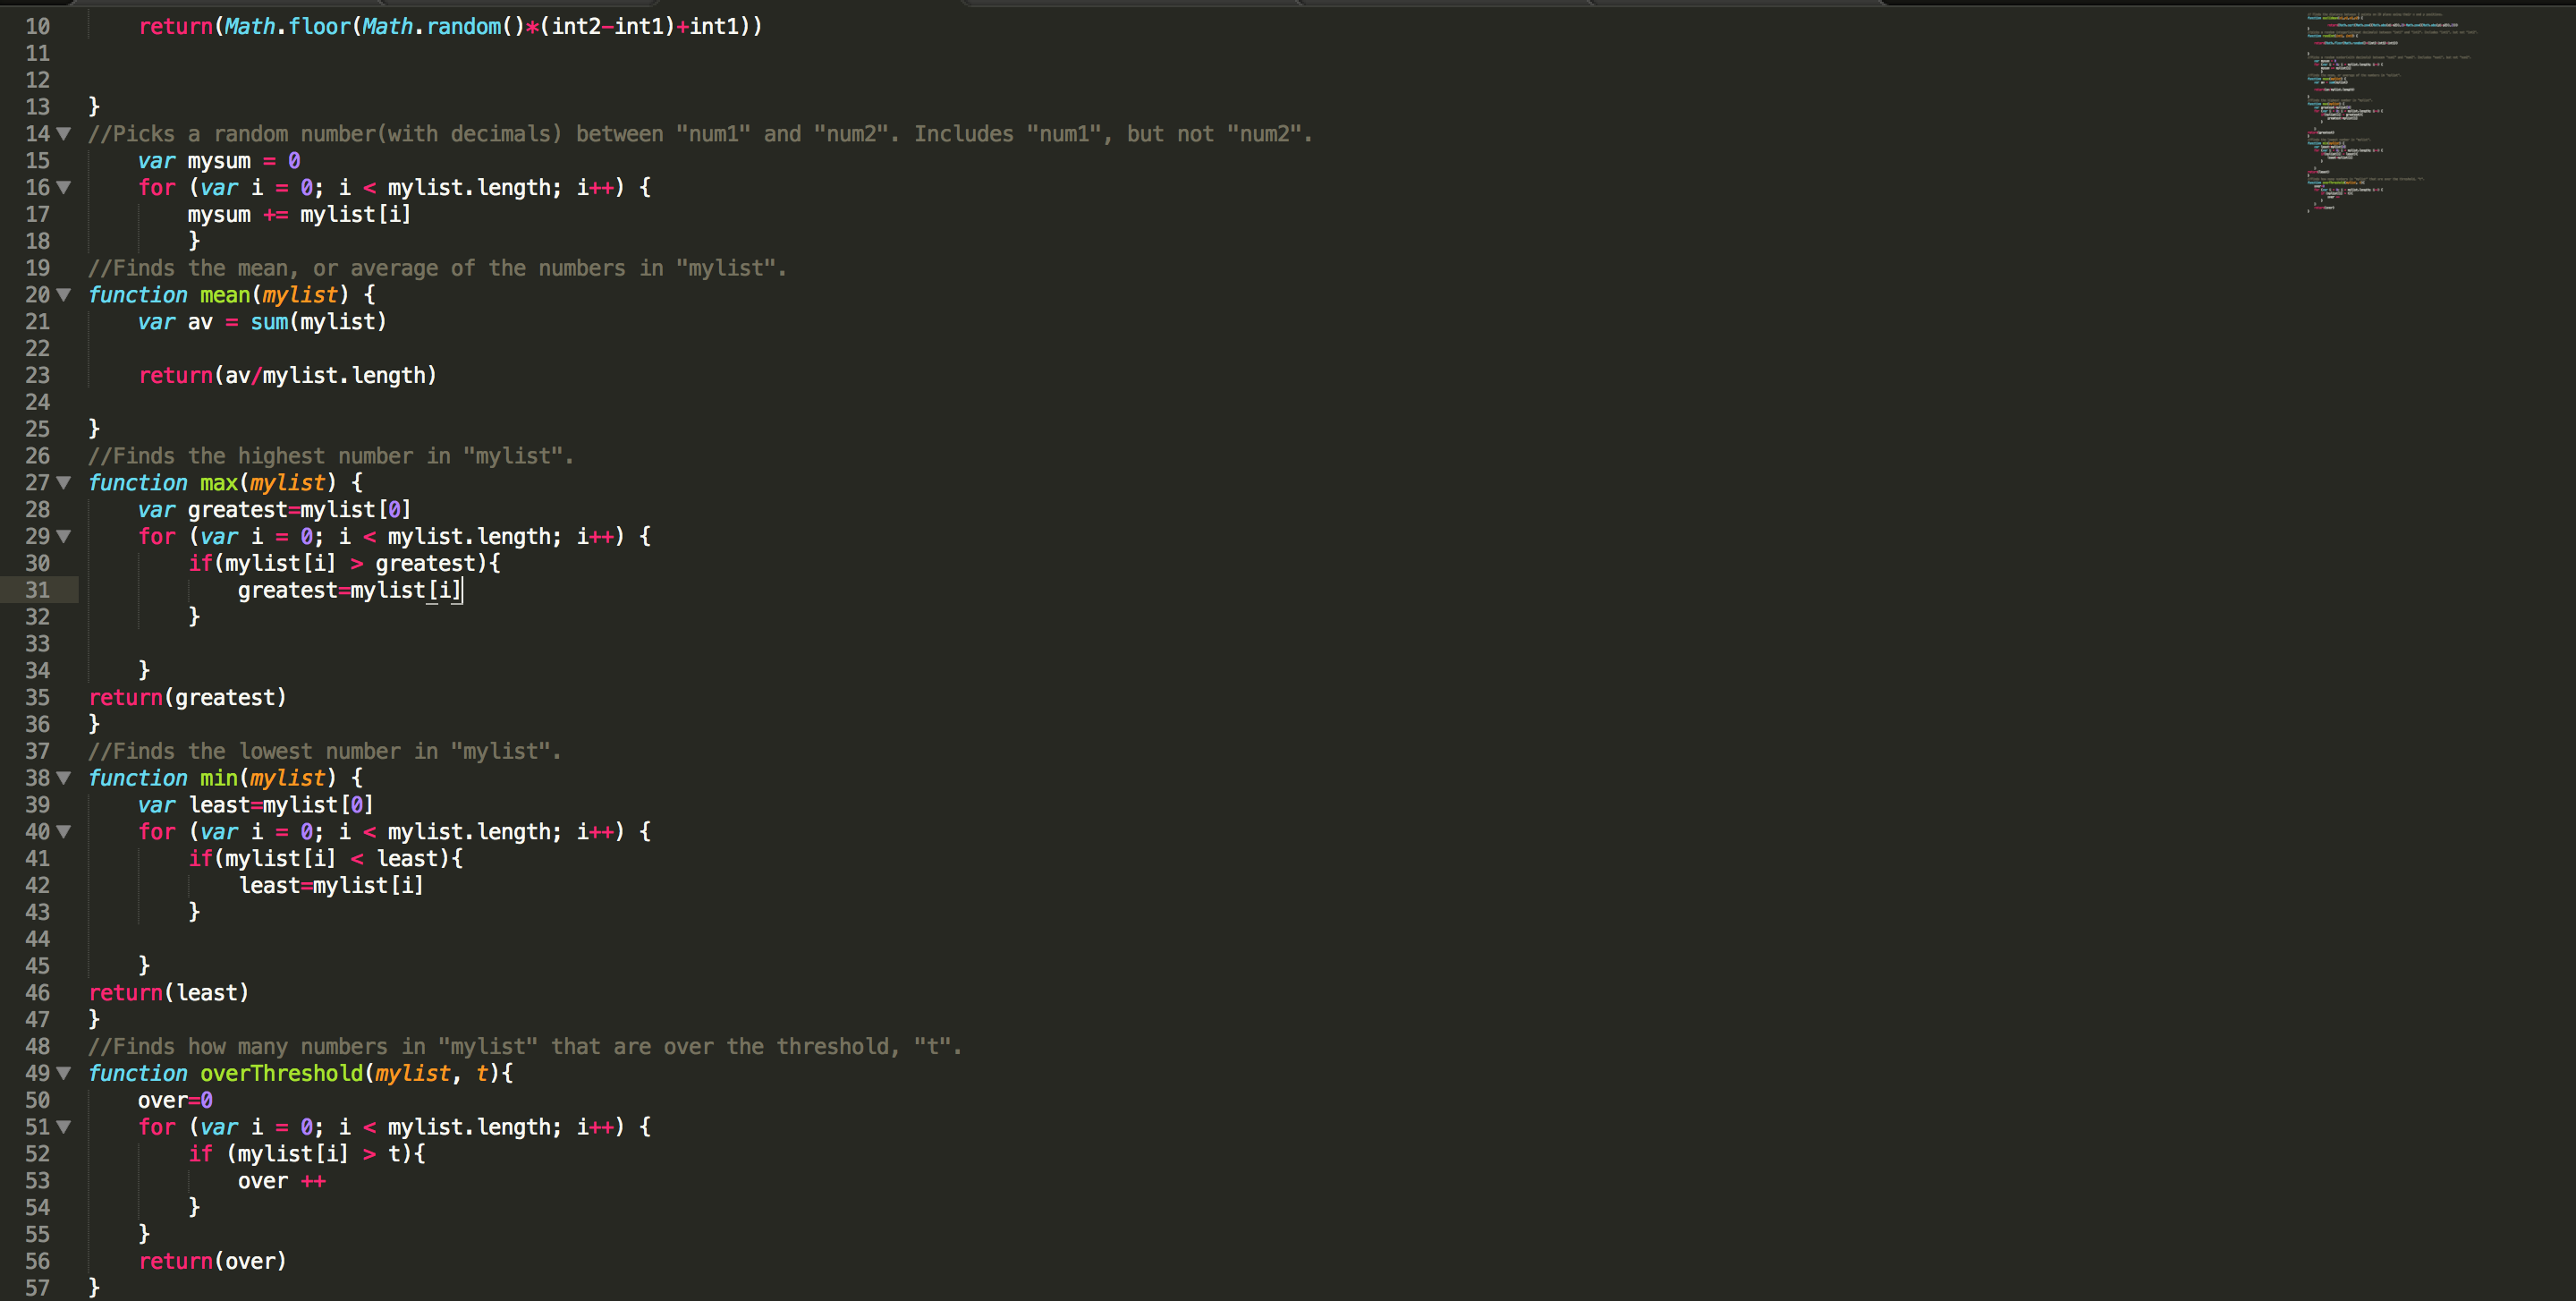 10 return(Math.floor(Math.random()*(int2-int1)+int1))
11
12
13 }
14 //Picks a random number(with decimals) between "num1" and "num2". Includes "num1", but not "num2".
15 var mysum = 0
16 for (var i = 0; i < mylist.length; i++) {
17 mysum += mylist[i]
18 }
19 //Finds the mean, or average of the numbers in "mylist".
20 function mean(mylist) {
21 var av = sum(mylist)
22
23 return(av/mylist.length)
24
25 }
26 //Finds the highest number in "mylist".
27 function max(mylist) {
28 var greatest=mylist[0]
29 for (var i = 0; i < mylist.length; i++) {
30 if(mylist[i] > greatest){
31 greatest=mylist[i]
32 }
33
34 }
35 return(greatest)
36 }
37 //Finds the lowest number in "mylist".
38 function min(mylist) {
39 var least=mylist[0]
40 for (var i = 0; i < mylist.length; i++) {
41 if(mylist[i] < least){
42 least=mylist[i]
43 }
44
45 }
46 return(least)
47 }
48 //Finds how many numbers in "mylist" that are over the threshold, "t".
49 function overThreshold(mylist, t){
50 over=0
51 for (var i = 0; i < mylist.length; i++) {
52 if (mylist[i] > t){
53 over ++
54 }
55 }
56 return(over)
57 }